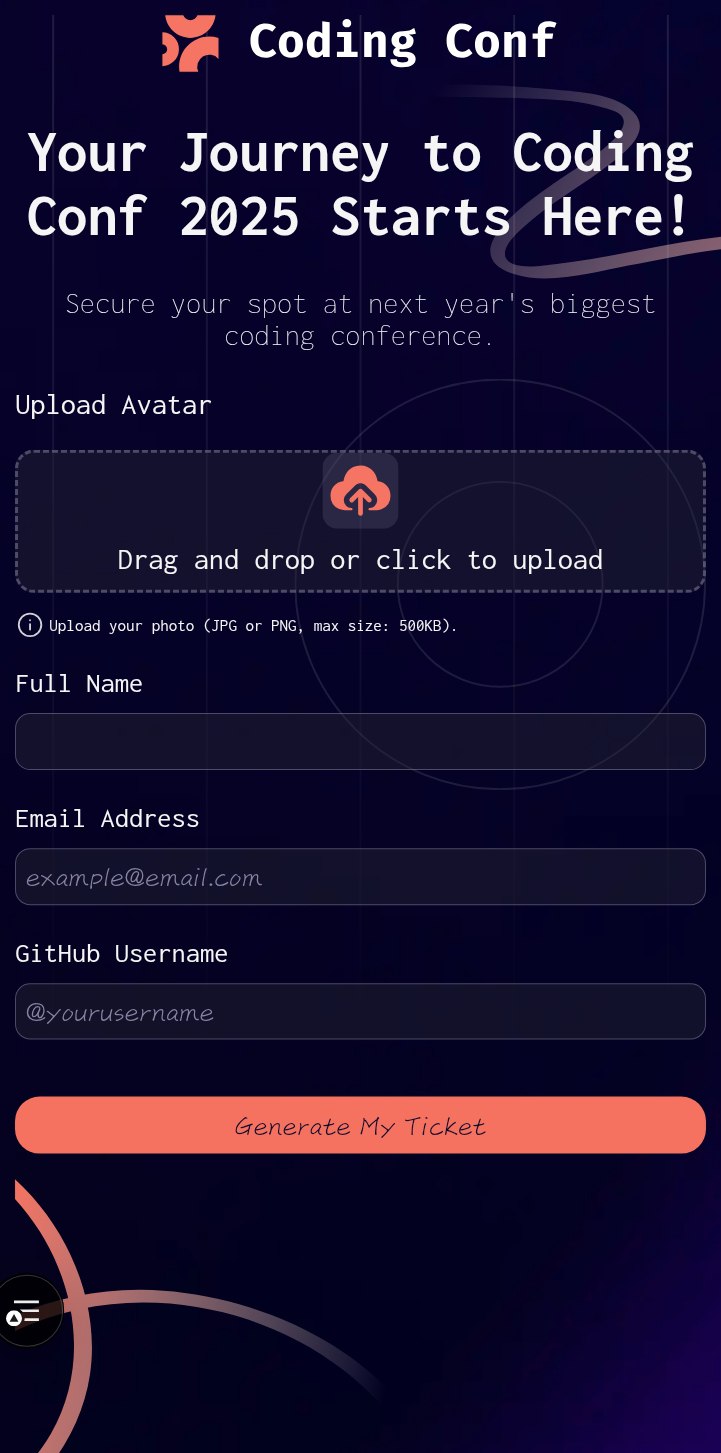 Coding Conf
Your Journey to Coding
Conf 2025 Starts Here!
Secure your spot at next year's biggest
coding conference.
Upload Avatar
Drag and drop or click to upload
Upload your photo (JPG or PNG, max size: 500KB).
Full Name
Email Address
example@email.com
GitHub Username
@yourusername
Generate My Ticket